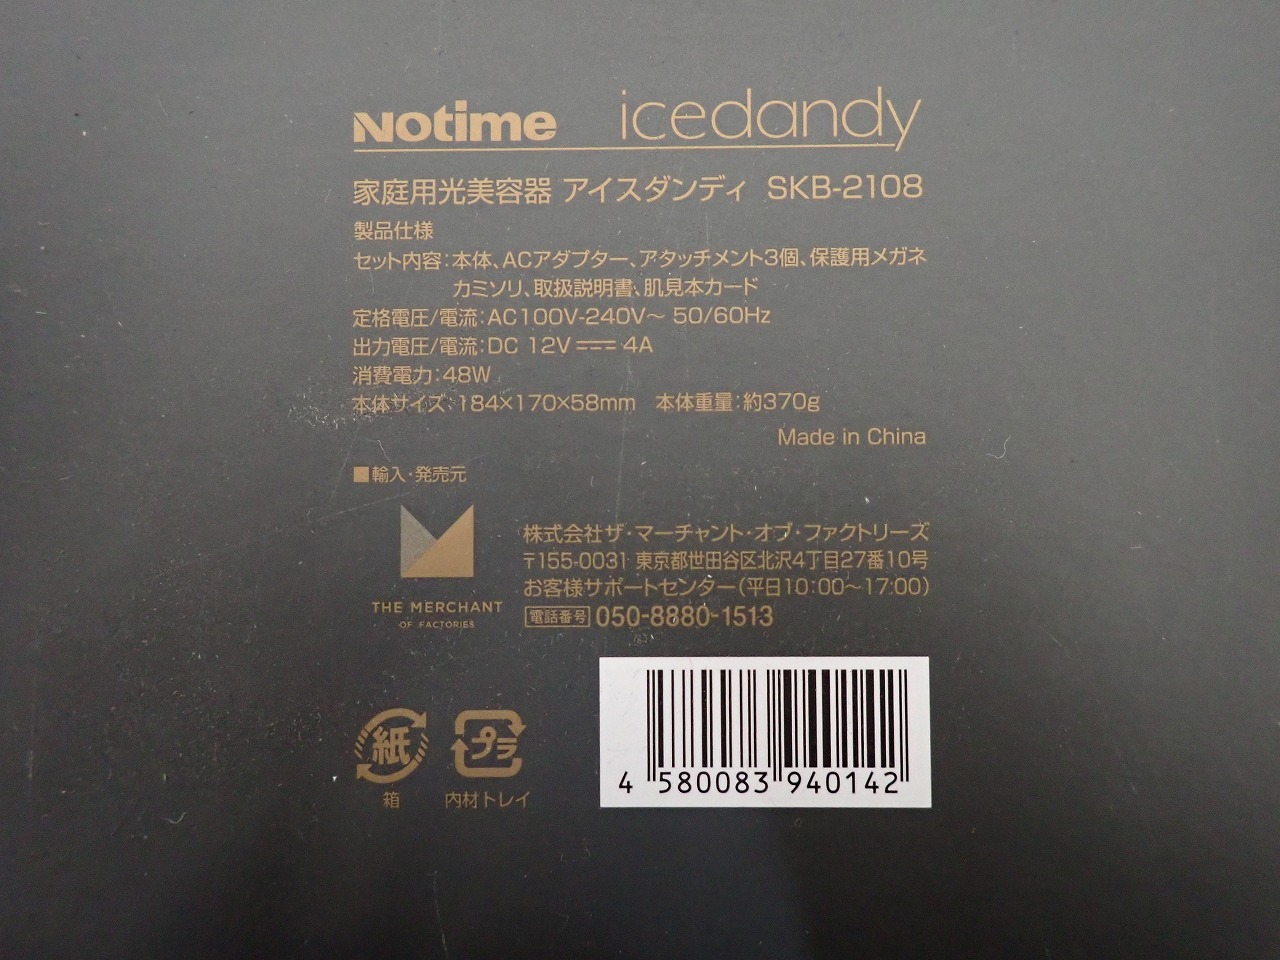 Notime icedandy
家庭用光美容器 アイスダンディ SKB-2108
製品仕様
セット内容:本体、ACアダプター、アタッチメント3個、保護用メガネ
カミソリ、取扱説明書、肌見本カード
定格電圧/電流:AC100V-240V～ 50/60Hz
出力電圧/電流:DC 12V⎓4A
消費電力:48W
本体サイズ:184×170×58mm 本体重量:約370g
Made in China
■輸入・発売元
株式会社ザ・マーチャント・オブ・ファクトリーズ
〒155-0031 東京都世田谷区北沢4丁目27番10号
お客様サポートセンター(平日10:00～17:00)
電話番号 050-8880-1513
THE MERCHANT
OF FACTORIES
紙
箱
プラ
内材トレイ
4 580083 940142